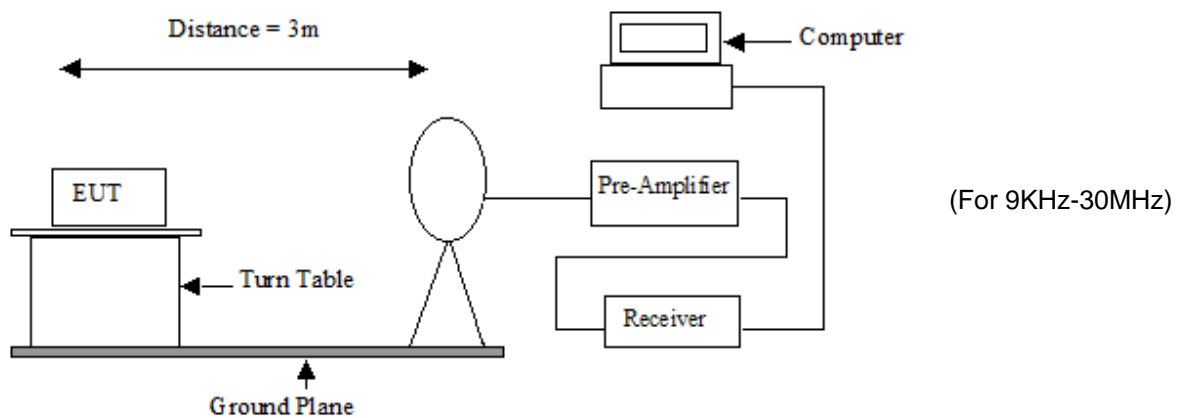 Distance = 3m
Computer
EUT
Pre-Amplifier
(For 9KHz-30MHz)
Turn Table
Receiver
Ground Plane